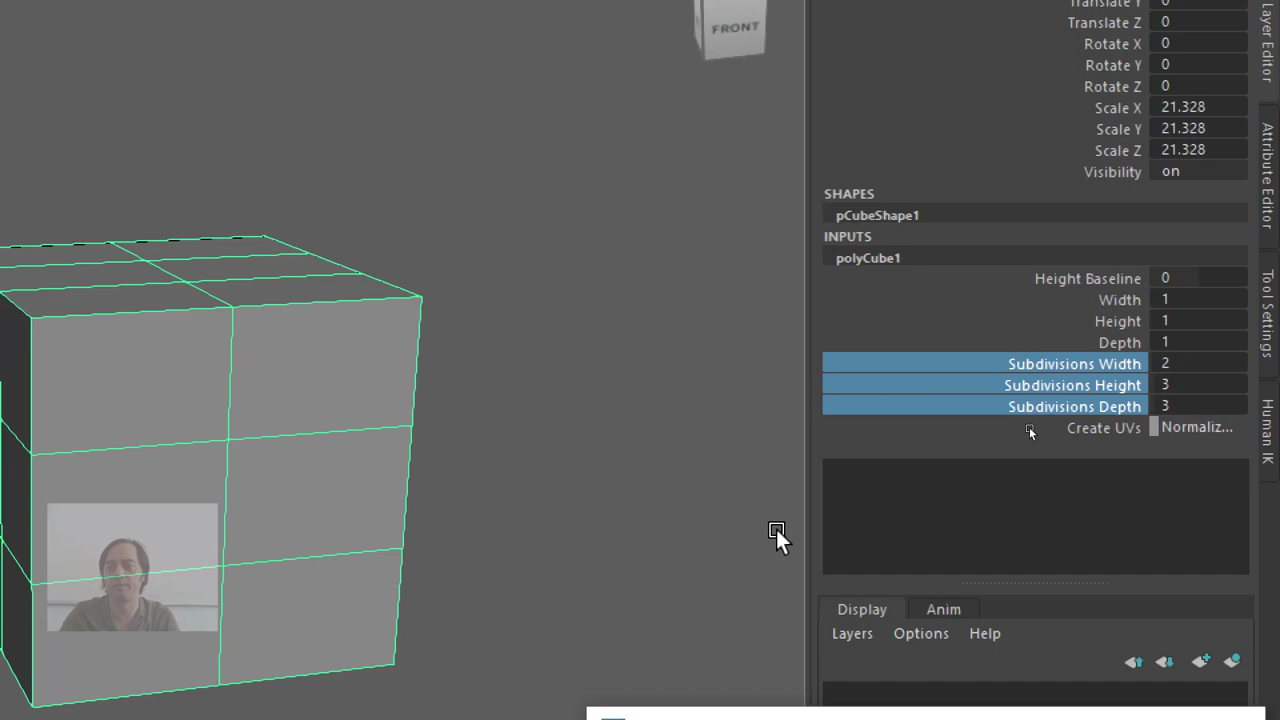 FRONT
Translate Y 0
Translate Z 0
Rotate X 0
Rotate Y 0
Rotate Z 0
Scale X 21.328
Scale Y 21.328
Scale Z 21.328
Visibility on
SHAPES
pCubeShape1
INPUTS
polyCube1
Height Baseline 0
Width 1
Height 1
Depth 1
Subdivisions Width 2
Subdivisions Height 3
Subdivisions Depth 3
Create UVs Normaliz...
Display Anim
Layers Options Help
Layer Editor
Attribute Editor
Tool Settings
Human IK